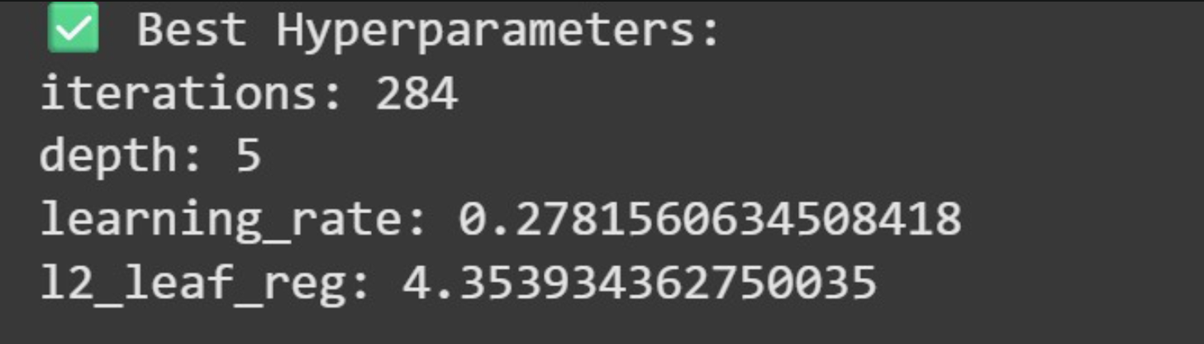 ✅ Best Hyperparameters:
iterations: 284
depth: 5
learning_rate: 0.2781560634508418
l2_leaf_reg: 4.353934362750035